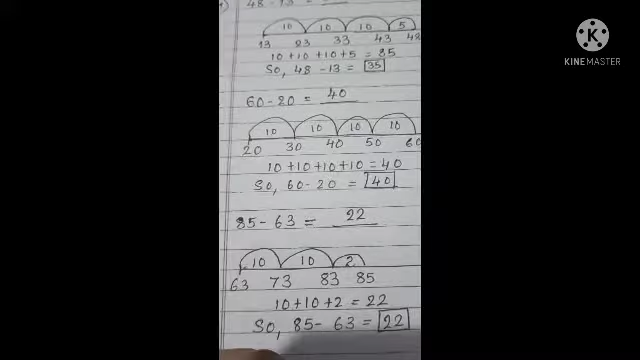 48 - 13 =
10 10 10 5
13 23 33 43 48
10 + 10 + 10 + 5 = 35
So, 48 - 13 = 35
60 - 20 = 40
10 10 10 10
20 30 40 50 60
10 + 10 + 10 + 10 = 40
So, 60 - 20 = 40
85 - 63 = 22
10 10 2
63 73 83 85
10 + 10 + 2 = 22
So, 85 - 63 = 22
KINEMASTER